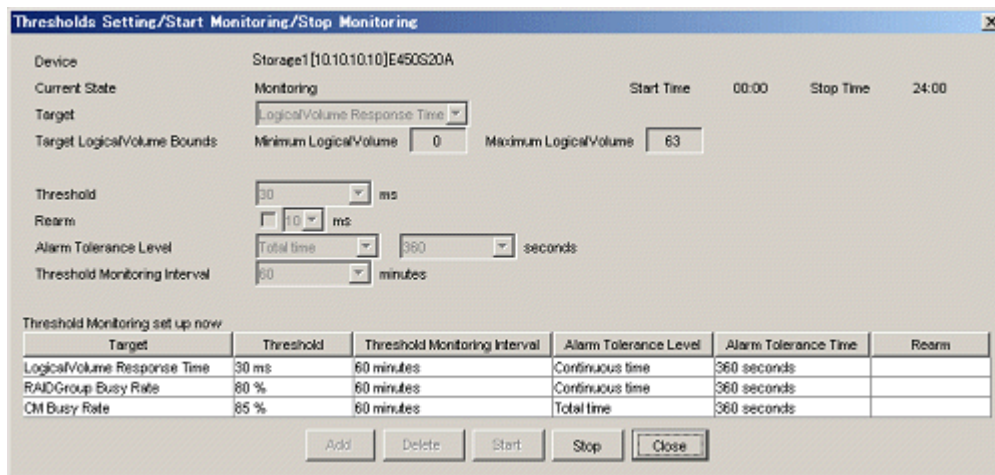 Thresholds Setting/Start Monitoring/Stop Monitoring
Device Storage1[10.10.10.10]E450S20A
Current State Monitoring Start Time 00:00 Stop Time 24:00
Target LogicalVolume Response Time
Target LogicalVolume Bounds Minimum LogicalVolume 0 Maximum LogicalVolume 63
Threshold 30 ms
Rearm 10 ms
Alarm Tolerance Level Total time 360 seconds
Threshold Monitoring Interval 60 minutes
Threshold Monitoring set up now
Target Threshold Threshold Monitoring Interval Alarm Tolerance Level Alarm Tolerance Time Rearm
LogicalVolume Response Time 30 ms 60 minutes Continuous time 360 seconds
RAIDGroup Busy Rate 80 % 60 minutes Continuous time 360 seconds
CM Busy Rate 85 % 60 minutes Total time 360 seconds
Add Delete Start Stop Close